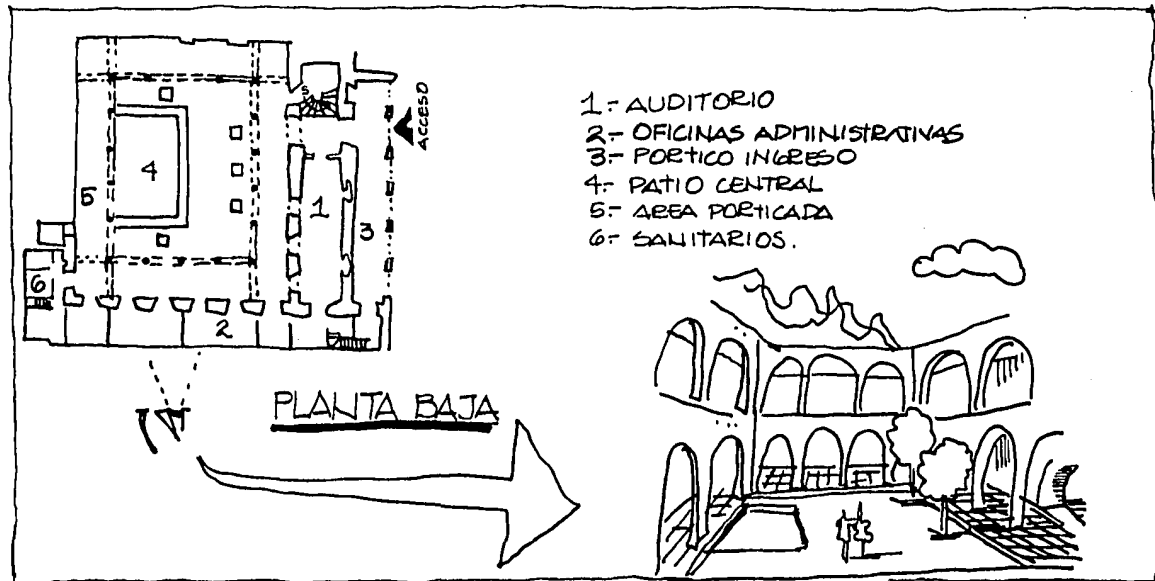 S
ACCESO
5
4
1
3
6
2
PLANTA BAJA
1.- AUDITORIO
2.- OFICINAS ADMINISTRATIVAS
3.- PORTICO INGRESO
4.- PATIO CENTRAL
5.- AREA PORTICADA
6.- SANITARIOS.